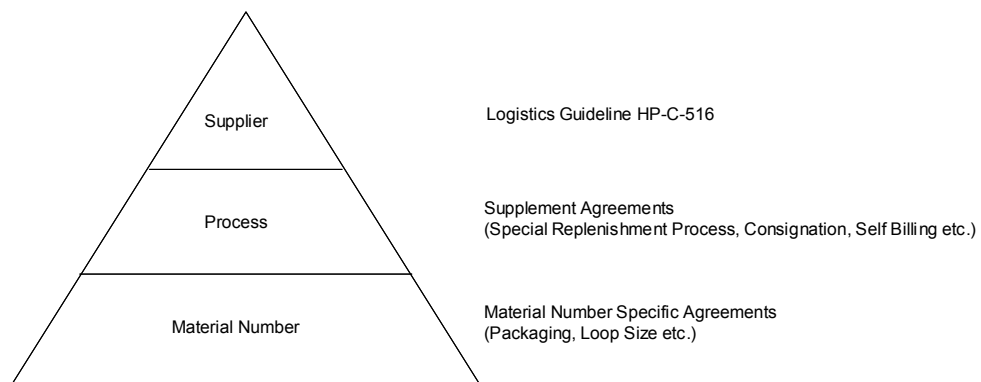 Supplier
Logistics Guideline HP-C-516
Process
Supplement Agreements
(Special Replenishment Process, Consignation, Self Billing etc.)
Material Number
Material Number Specific Agreements
(Packaging, Loop Size etc.)